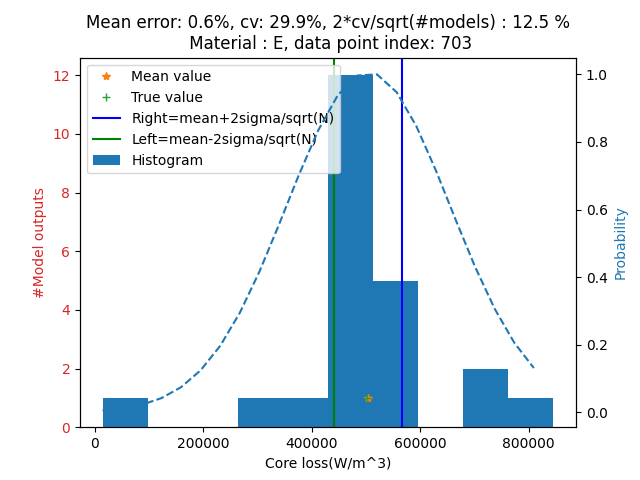 Mean error: 0.6%, cv: 29.9%, 2*cv/sqrt(#models) : 12.5 %
Material : E, data point index: 703
Mean value
True value
Right=mean+2sigma/sqrt(N)
Left=mean-2sigma/sqrt(N)
Histogram
12
10
8
6
4
2
0
#Model outputs
1.0
0.8
0.6
0.4
0.2
0.0
Probability
0 200000 400000 600000 800000
Core loss(W/m^3)